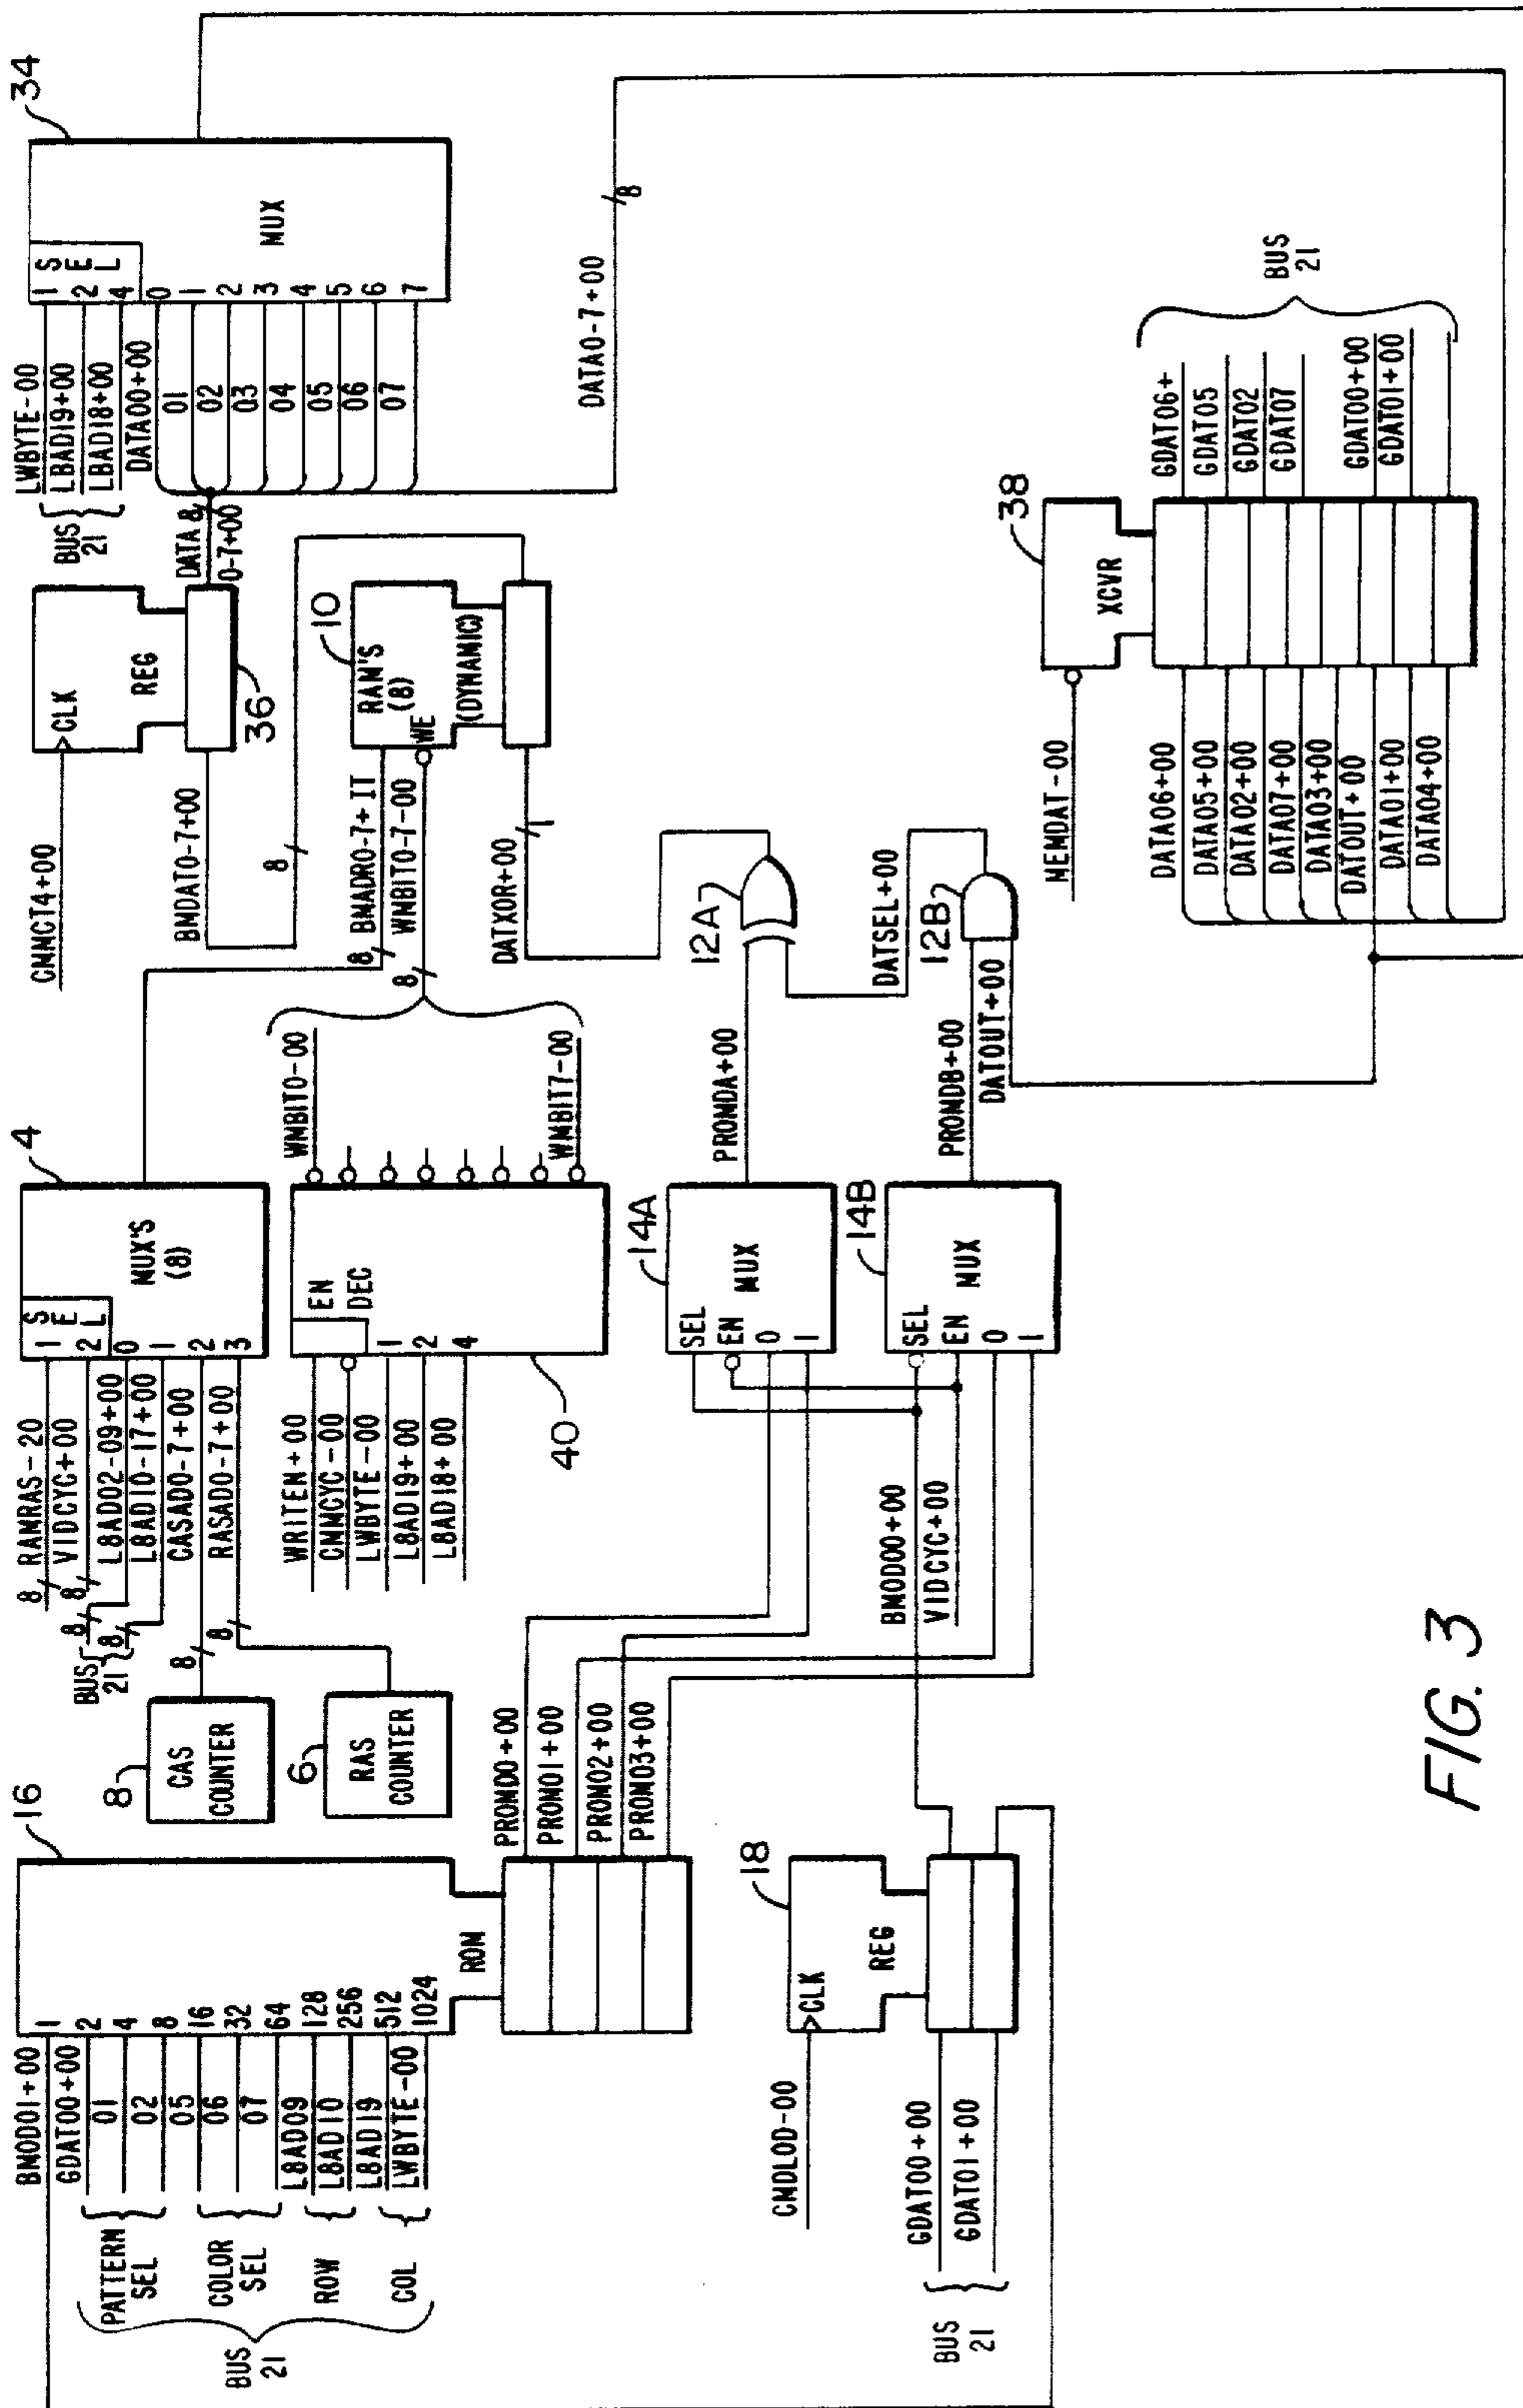 16
BMOD01+00
GDAT00+00
01
02
05
06
07
LBAD09
LBAD10
LBAD19
LWBYTE-00
1
2
4
8
16
32
64
128
256
512
1024
PATTERN
SEL
COLOR
SEL
ROW
COL
BUS
21
ROM
PROM00+00
PROM01+00
PROM02+00
PROM03+00
18
CMDLOD-00
CLK
REG
GDAT00+00
GDAT01+00
BUS
21
8
CAS
COUNTER
6
RAS
COUNTER
4
8 RAMRAS-20
VIDCYC+00
8
LBAD02-09+00
8
LBAD10-17+00
8
CASAD0-7+00
8
RASAD0-7+00
8
BUS
21
SEL
1
2
0
1
2
3
MUX'S
(8)
WRITEN+00
CMMCYC-00
LWBYTE-00
LBAD19+00
LBAD18+00
EN
DEC
1
2
4
40
WMBIT0-00
WMBIT7-00
14A
SEL
EN
0
1
MUX
PROMDA+00
14B
SEL
EN
0
1
MUX
PROMDB+00
BMOD00+00
VIDCYC+00
DATOUT+00
12A
12B
DATSEL+00
DATXOR+00
1
CMMCT4+00
CLK
REG
36
BMDAT0-7+00
8
DATA 8
0-7+00
8 BMADR0-7+IT
WMBIT0-7-00
8
10
RAM'S
(8)
WE
(DYNAMIC)
34
LWBYTE-00
LBAD19+00
LBAD18+00
BUS
21
DATA00+00
01
02
03
04
05
06
07
SEL
1
2
4
0
1
2
3
4
5
6
7
MUX
DATA0-7+00
8
38
MEMDAT-00
XCVR
DATA06+00
DATA05+00
DATA02+00
DATA07+00
DATA03+00
DATOUT+00
DATA01+00
DATA04+00
GDAT06+
GDAT05
GDAT02
GDAT07
GDAT00+00
GDAT01+00
BUS
21
FIG. 3